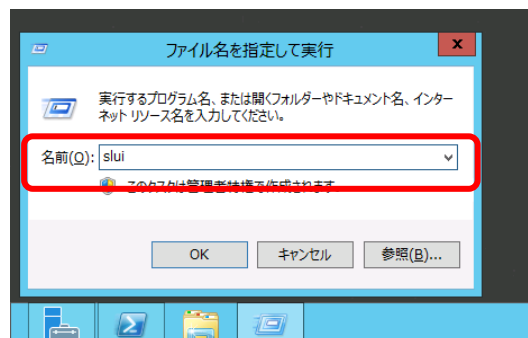 ファイル名を指定して実行
x
実行するプログラム名、または開くフォルダーやドキュメント名、インター
ネット リソース名を入力してください。
名前(O): slui
このタスクは管理者特権で作成されます。
OK キャンセル 参照(B)...